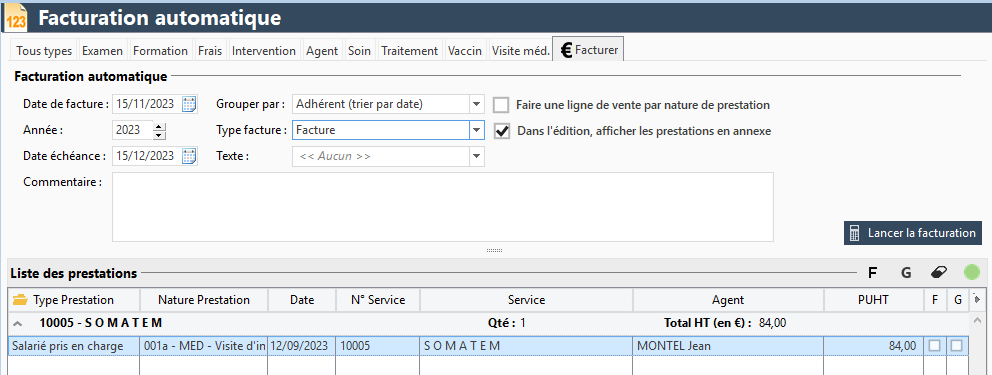 123 Facturation automatique
Tous types Examen Formation Frais Intervention Agent Soin Traitement Vaccin Visite méd. € Facturer
Facturation automatique
Date de facture : 15/11/2023 Grouper par : Adhérent (trier par date) Faire une ligne de vente par nature de prestation
Année : 2023 Type facture : Facture Dans l'édition, afficher les prestations en annexe
Date échéance : 15/12/2023 Texte : << Aucun >>
Commentaire :
Lancer la facturation
Liste des prestations F G
Type Prestation Nature Prestation Date N° Service Service Agent PUHT F G
10005 - S O M A T E M Qté : 1 Total HT (en €) : 84,00
Salarié pris en charge 001a - MED - Visite d'in 12/09/2023 10005 S O M A T E M MONTEL Jean 84,00